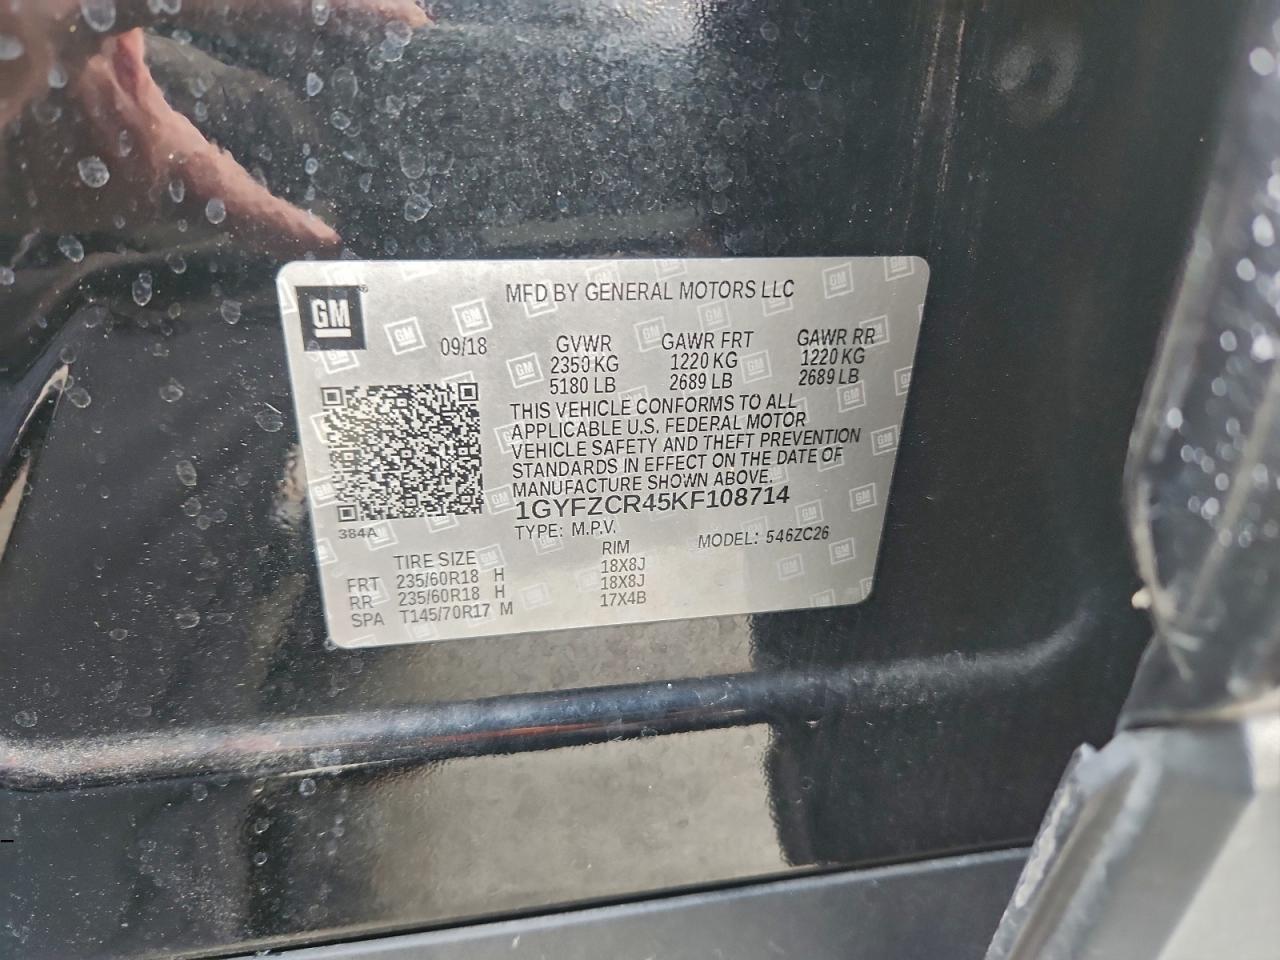 GM
MFD BY GENERAL MOTORS LLC
09/18 GVWR GAWR FRT GAWR RR
2350 KG 1220 KG 1220 KG
5180 LB 2689 LB 2689 LB
THIS VEHICLE CONFORMS TO ALL
APPLICABLE U.S. FEDERAL MOTOR
VEHICLE SAFETY AND THEFT PREVENTION
STANDARDS IN EFFECT ON THE DATE OF
MANUFACTURE SHOWN ABOVE.
1GYFZCR45KF108714
384A TYPE: M.P.V. MODEL: 546ZC26
TIRE SIZE RIM
FRT 235/60R18 H 18X8J
RR 235/60R18 H 18X8J
SPA T145/70R17 M 17X4B